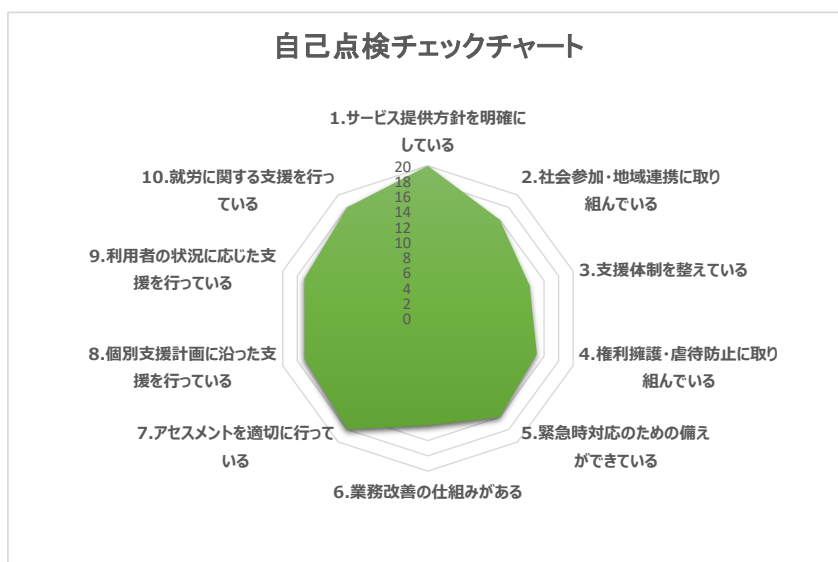 自己点検チェックチャート
1.サービス提供方針を明確に
している
2.社会参加・地域連携に取り
組んでいる
3.支援体制を整えている
4.権利擁護・虐待防止に取り
組んでいる
5.緊急時対応のための備え
ができている
6.業務改善の仕組みがある
7.アセスメントを適切に行って
いる
8.個別支援計画に沿った支
援を行っている
9.利用者の状況に応じた支
援を行っている
10.就労に関する支援を行っ
ている
20
18
16
14
12
10
8
6
4
2
0